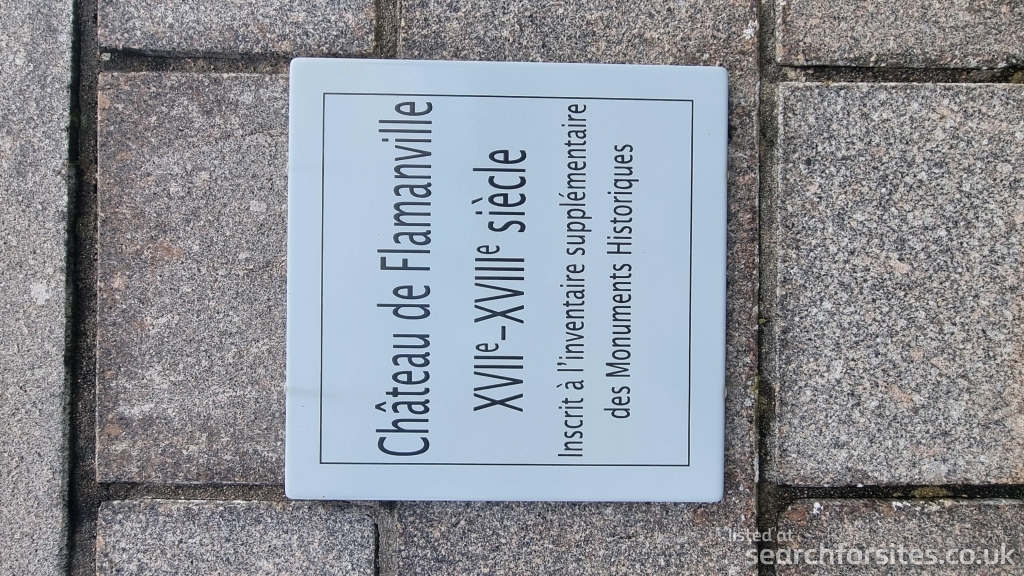 Château de Flamanville
XVIIe-XVIIIe siècle
Inscrit à l'inventaire supplémentaire
des Monuments Historiques
listed at
searchforsites.co.uk